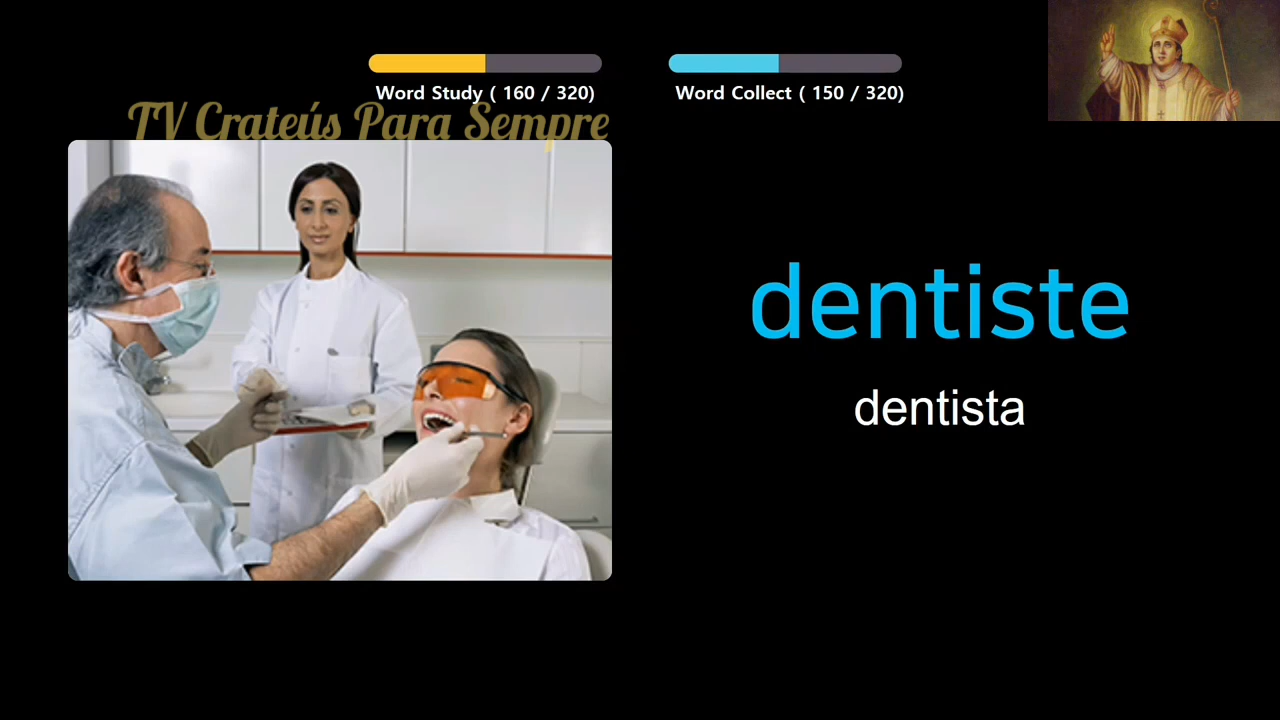 Word Study ( 160 / 320)
Word Collect ( 150 / 320)
TV Crateús Para Sempre
dentiste
dentista